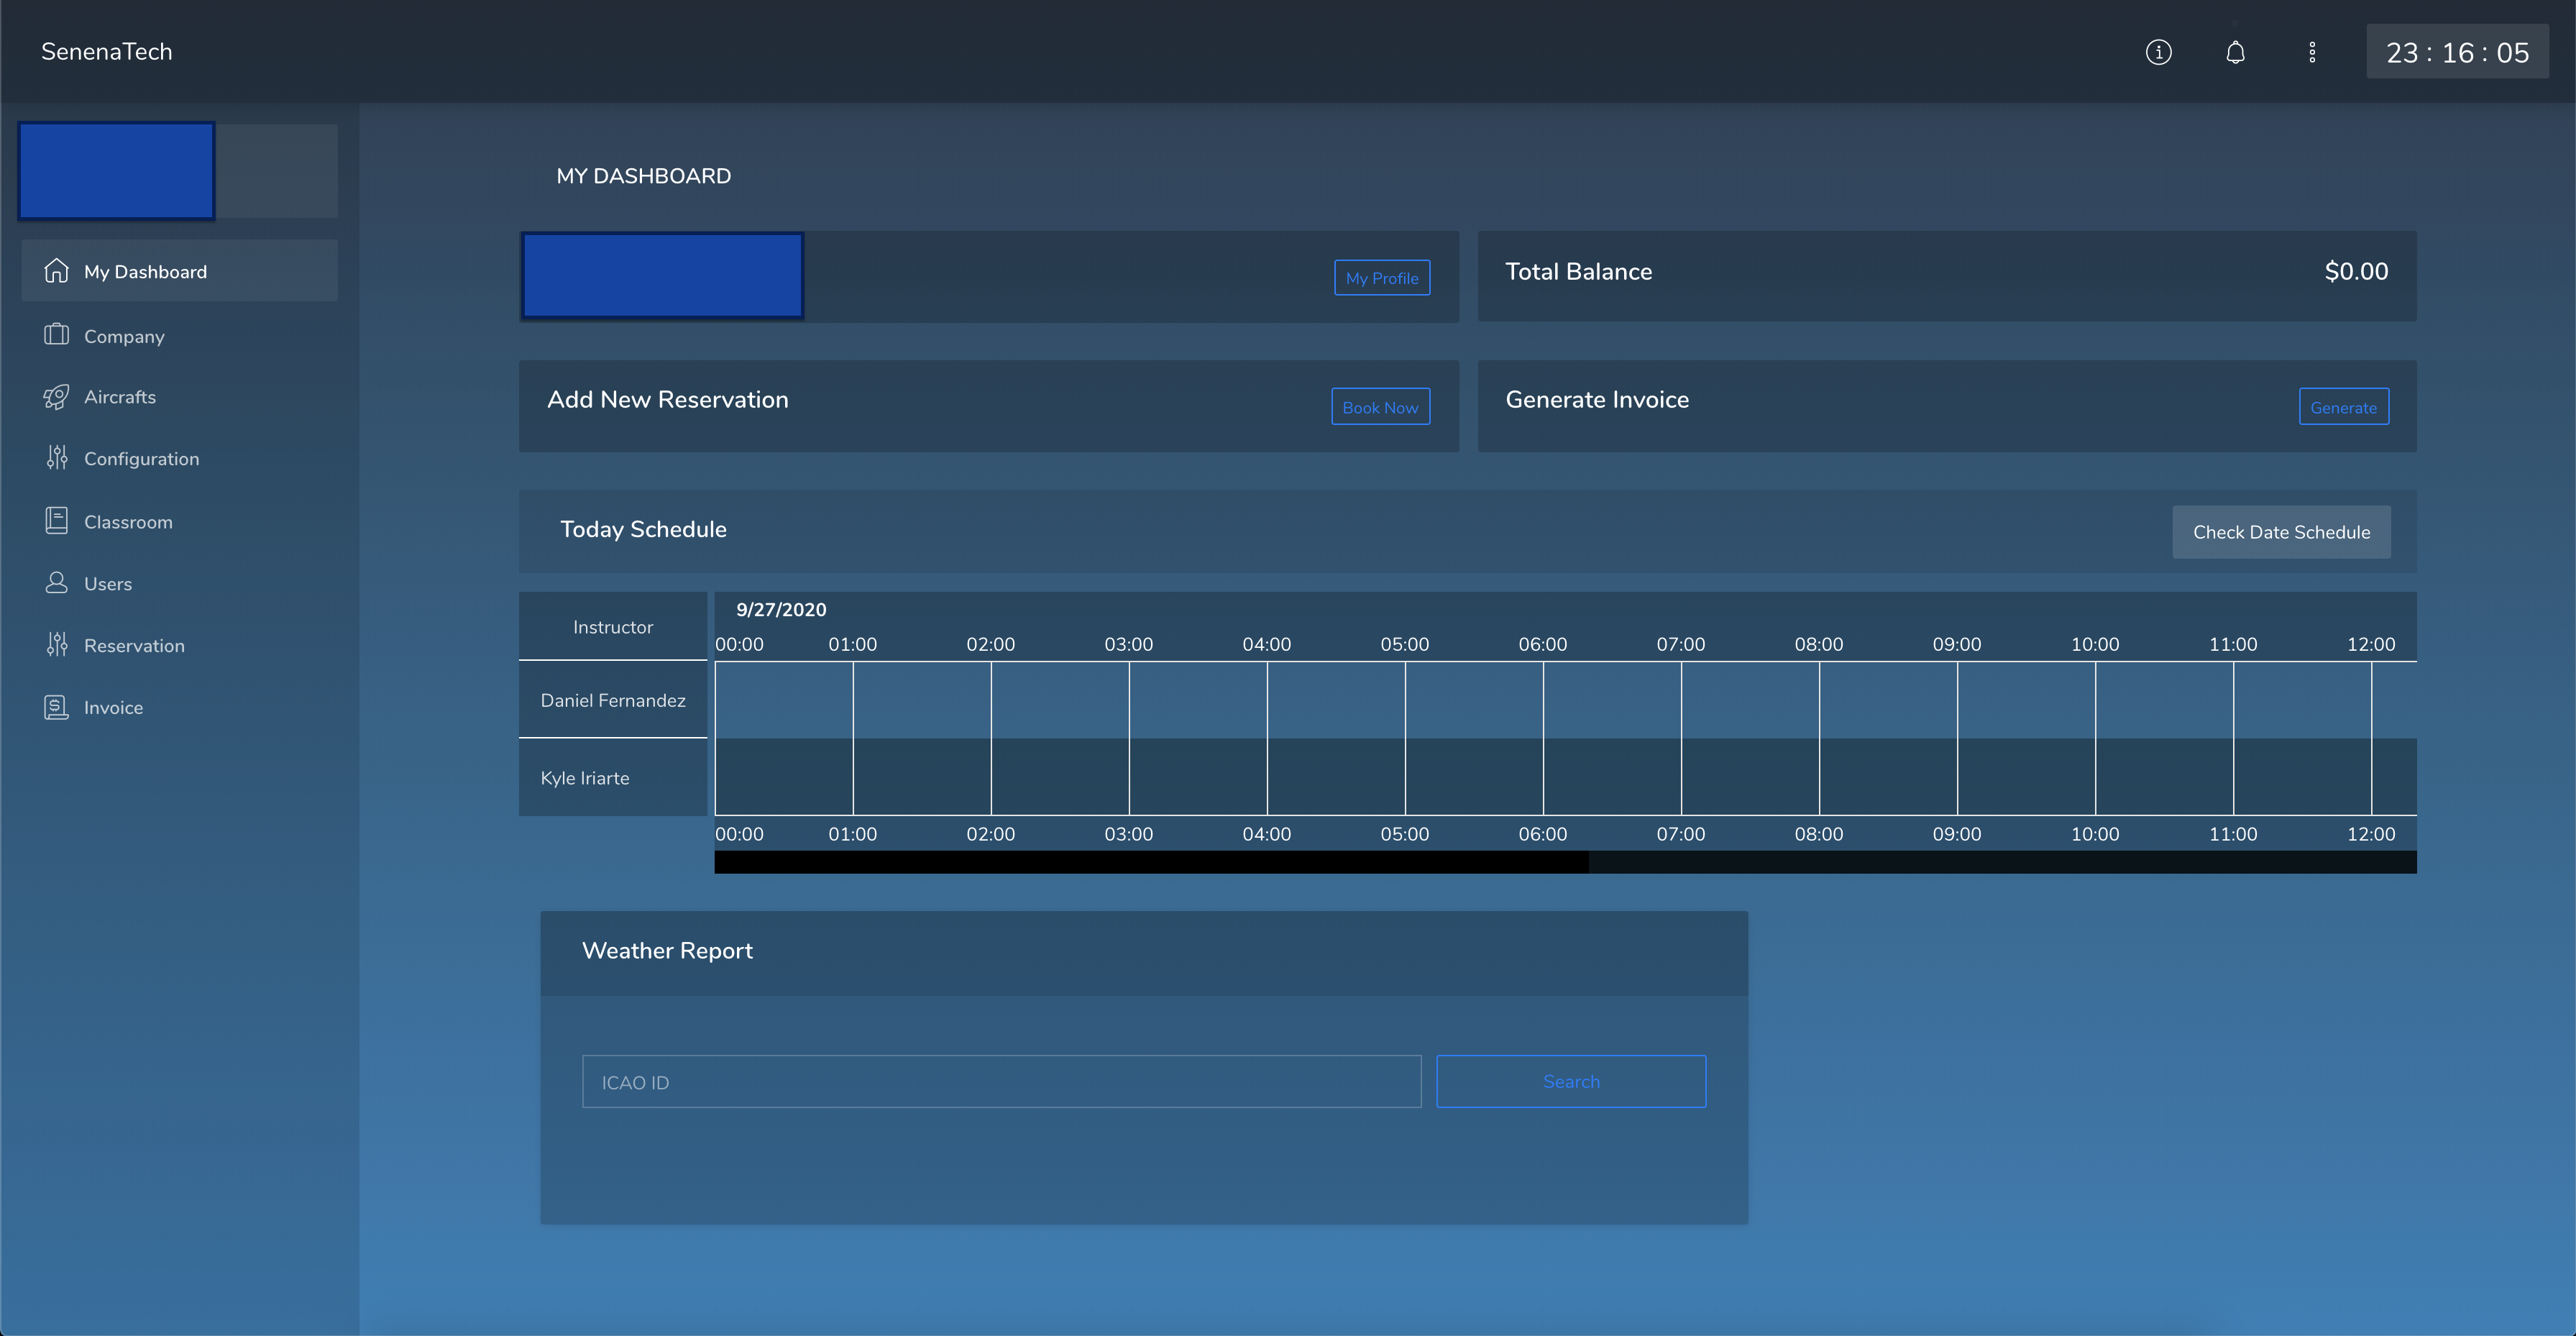 SenenaTech
23 : 16 : 05
My Dashboard
Company
Aircrafts
Configuration
Classroom
Users
Reservation
Invoice
MY DASHBOARD
My Profile
Total Balance
$0.00
Add New Reservation
Book Now
Generate Invoice
Generate
Today Schedule
Check Date Schedule
Instructor
9/27/2020
00:00 01:00 02:00 03:00 04:00 05:00 06:00 07:00 08:00 09:00 10:00 11:00 12:00
Daniel Fernandez
Kyle Iriarte
00:00 01:00 02:00 03:00 04:00 05:00 06:00 07:00 08:00 09:00 10:00 11:00 12:00
Weather Report
ICAO ID
Search